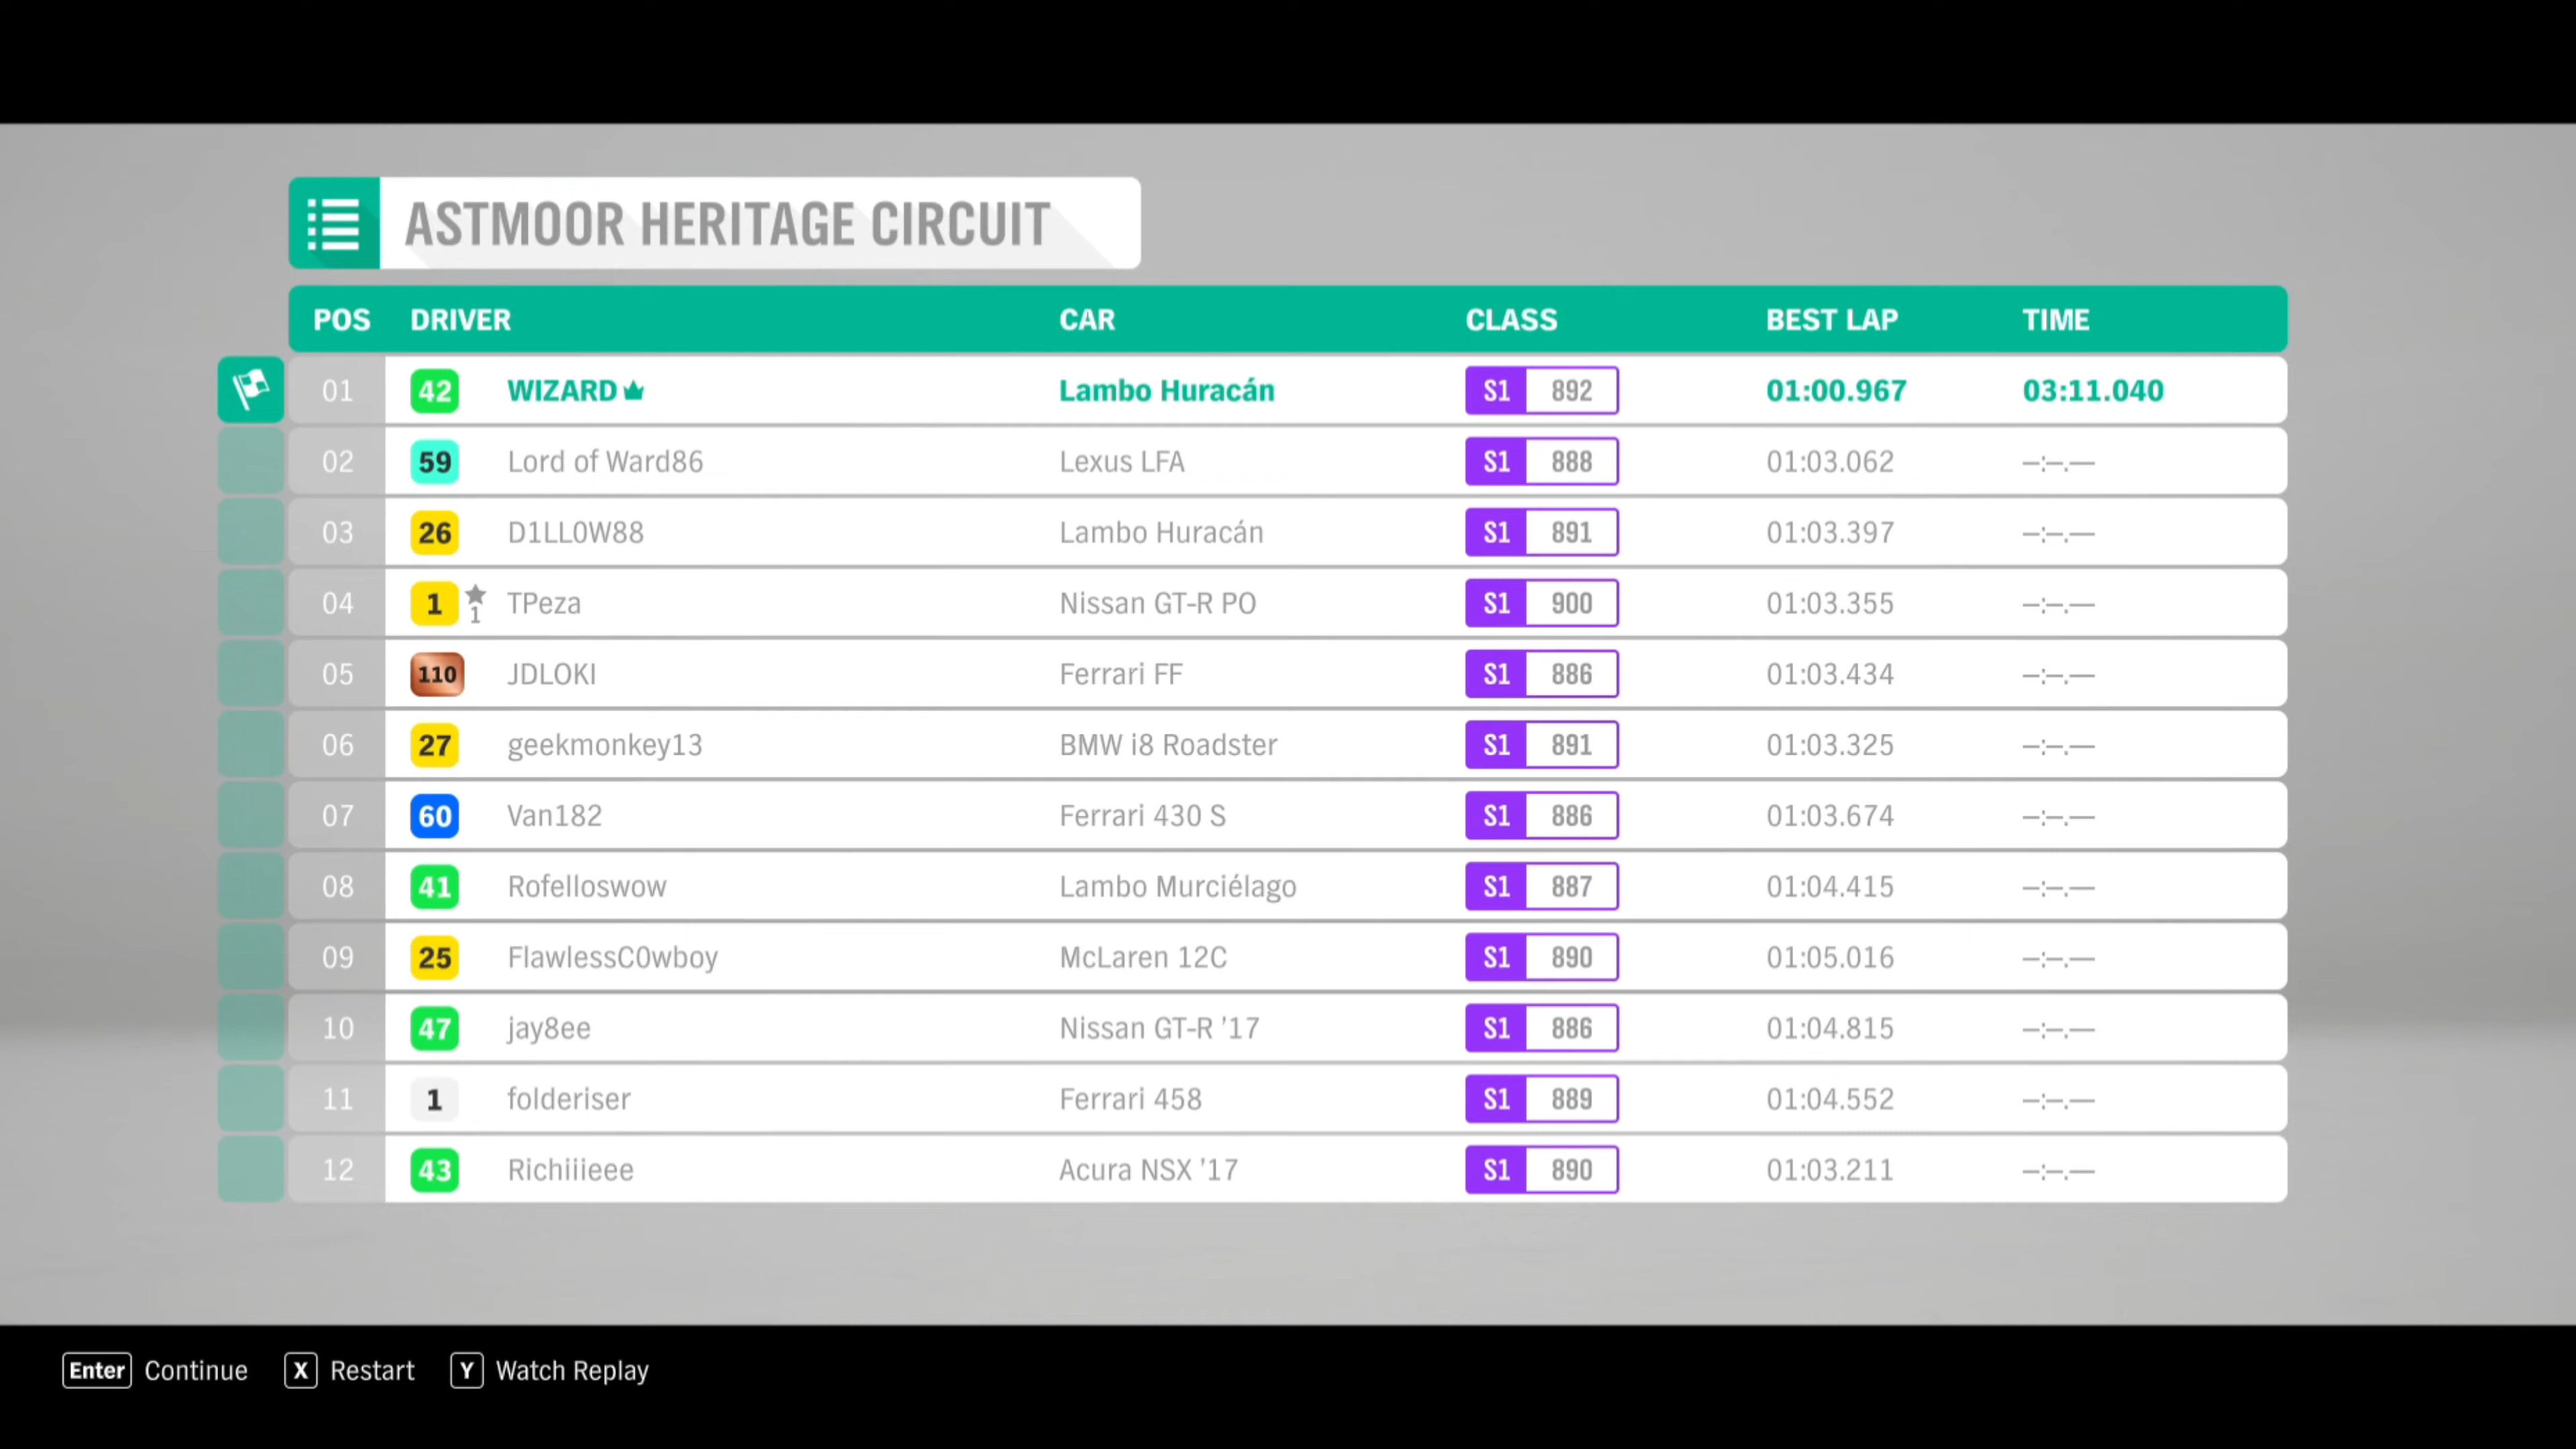 ASTMOOR HERITAGE CIRCUIT
POS DRIVER CAR CLASS BEST LAP TIME
01 42 WIZARD Lambo Huracán S1 892 01:00.967 03:11.040
02 59 Lord of Ward86 Lexus LFA S1 888 01:03.062 --:--.---
03 26 D1LL0W88 Lambo Huracán S1 891 01:03.397 --:--.---
04 1 1 TPeza Nissan GT-R PO S1 900 01:03.355 --:--.---
05 110 JDLOKI Ferrari FF S1 886 01:03.434 --:--.---
06 27 geekmonkey13 BMW i8 Roadster S1 891 01:03.325 --:--.---
07 60 Van182 Ferrari 430 S S1 886 01:03.674 --:--.---
08 41 Rofelloswow Lambo Murciélago S1 887 01:04.415 --:--.---
09 25 FlawlessC0wboy McLaren 12C S1 890 01:05.016 --:--.---
10 47 jay8ee Nissan GT-R '17 S1 886 01:04.815 --:--.---
11 1 folderiser Ferrari 458 S1 889 01:04.552 --:--.---
12 43 Richiiieee Acura NSX '17 S1 890 01:03.211 --:--.---
Enter Continue X Restart Y Watch Replay